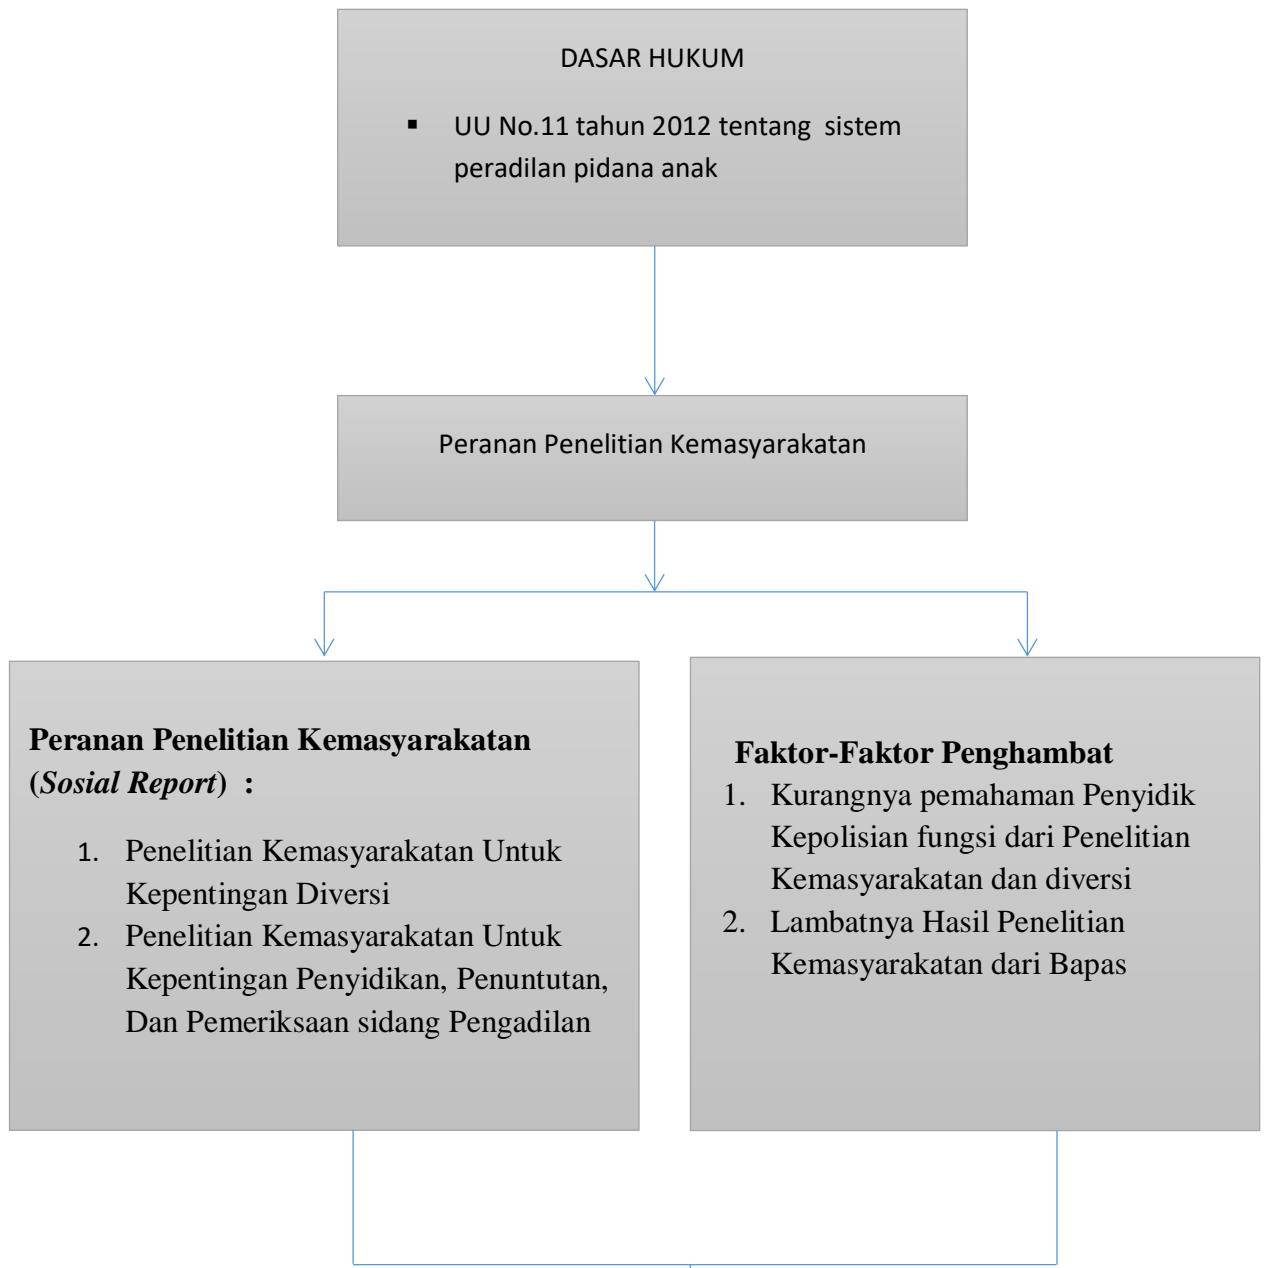 DASAR HUKUM
▪ UU No.11 tahun 2012 tentang sistem
peradilan pidana anak
Peranan Penelitian Kemasyarakatan
Peranan Penelitian Kemasyarakatan
(Sosial Report) :
1. Penelitian Kemasyarakatan Untuk
Kepentingan Diversi
2. Penelitian Kemasyarakatan Untuk
Kepentingan Penyidikan, Penuntutan,
Dan Pemeriksaan sidang Pengadilan
Faktor-Faktor Penghambat
1. Kurangnya pemahaman Penyidik
Kepolisian fungsi dari Penelitian
Kemasyarakatan dan diversi
2. Lambatnya Hasil Penelitian
Kemasyarakatan dari Bapas